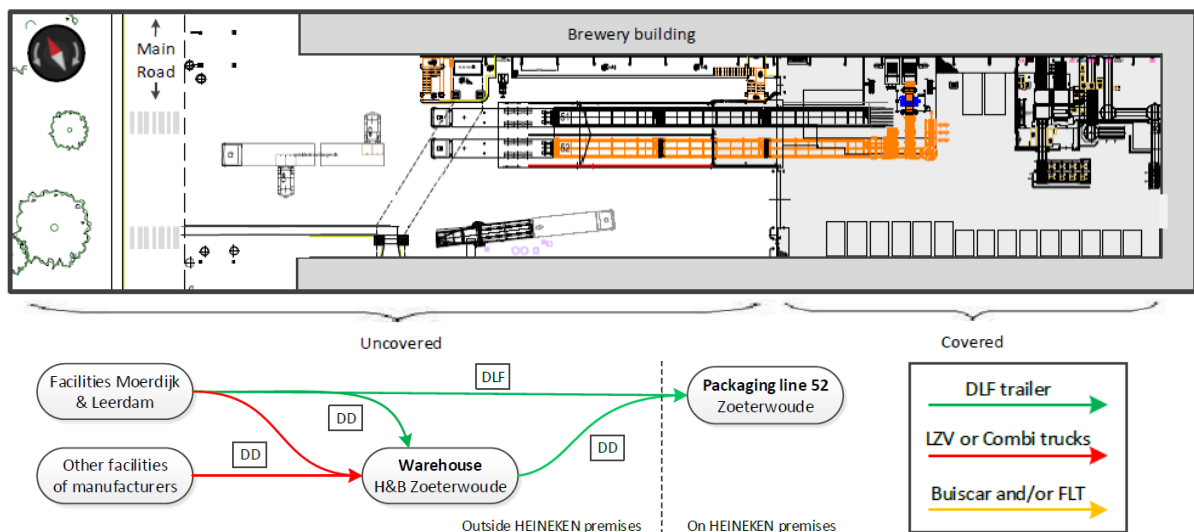 Main
Road
Brewery building
51
52
Uncovered
Covered
Facilities Moerdijk
& Leerdam
DLF
Packaging line 52
Zoeterwoude
DD
DD
DD
Other facilities
of manufacturers
Warehouse
H&B Zoeterwoude
Outside HEINEKEN premises
On HEINEKEN premises
DLF trailer
LZV or Combi trucks
Buiscar and/or FLT